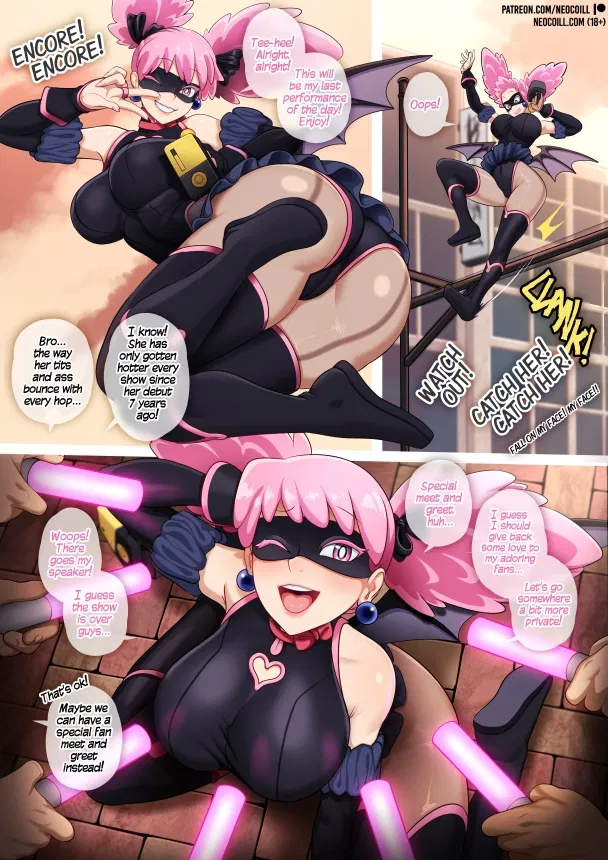 PATREON.COM/NEOCOILL
NEOCOILL.COM (18+)
ENCORE!
ENCORE!
Tee-hee!
Alright,
alright!
This will
be my last
performance
of the day!
Enjoy!
Bro...
the way
her tits
and ass
bounce with
every hop...
I know!
She has
only gotten
hotter every
show since
her debut
7 years
ago!
Oops!
CLANK!
WATCH
OUT!
CATCH HER!
CATCH HER!
FALL ON MY FACE! MY FACE!!
Woops!
There
goes my
speaker!
I guess
the show
is over
guys...
That's ok!
Maybe we
can have a
special fan
meet and
greet
instead!
Special
meet and
greet,
huh...
I guess
I should
give back
some love to
my adoring
fans...
Let's go
somewhere
a bit more
private!